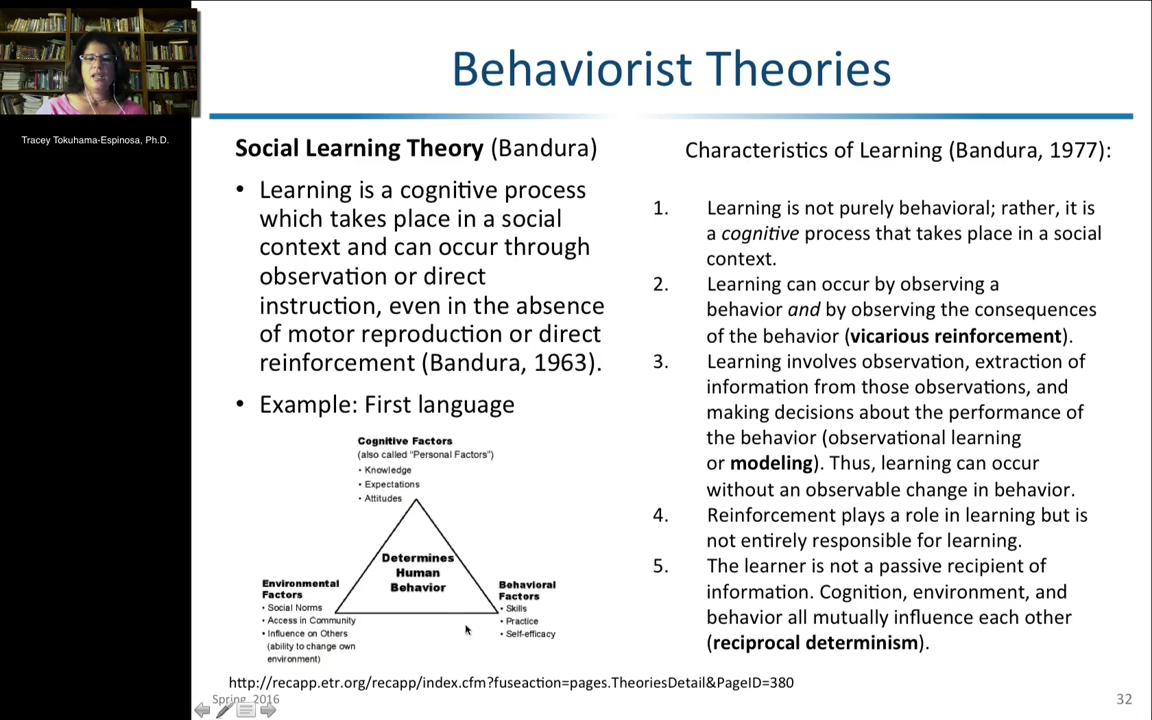 Behaviorist Theories
Tracey Tokuhama-Espinosa, Ph.D.
Social Learning Theory (Bandura)
• Learning is a cognitive process
which takes place in a social
context and can occur through
observation or direct
instruction, even in the absence
of motor reproduction or direct
reinforcement (Bandura, 1963).
• Example: First language
Cognitive Factors
(also called "Personal Factors")
• Knowledge
• Expectations
• Attitudes
Determines
Human
Behavior
Environmental
Factors
• Social Norms
• Access in Community
• Influence on Others
(ability to change own
environment)
Behavioral
Factors
• Skills
• Practice
• Self-efficacy
Characteristics of Learning (Bandura, 1977):
1. Learning is not purely behavioral; rather, it is
a cognitive process that takes place in a social
context.
2. Learning can occur by observing a
behavior and by observing the consequences
of the behavior (vicarious reinforcement).
3. Learning involves observation, extraction of
information from those observations, and
making decisions about the performance of
the behavior (observational learning
or modeling). Thus, learning can occur
without an observable change in behavior.
4. Reinforcement plays a role in learning but is
not entirely responsible for learning.
5. The learner is not a passive recipient of
information. Cognition, environment, and
behavior all mutually influence each other
(reciprocal determinism).
http://recapp.etr.org/recapp/index.cfm?fuseaction=pages.TheoriesDetail&PageID=380
Spring 2016
32